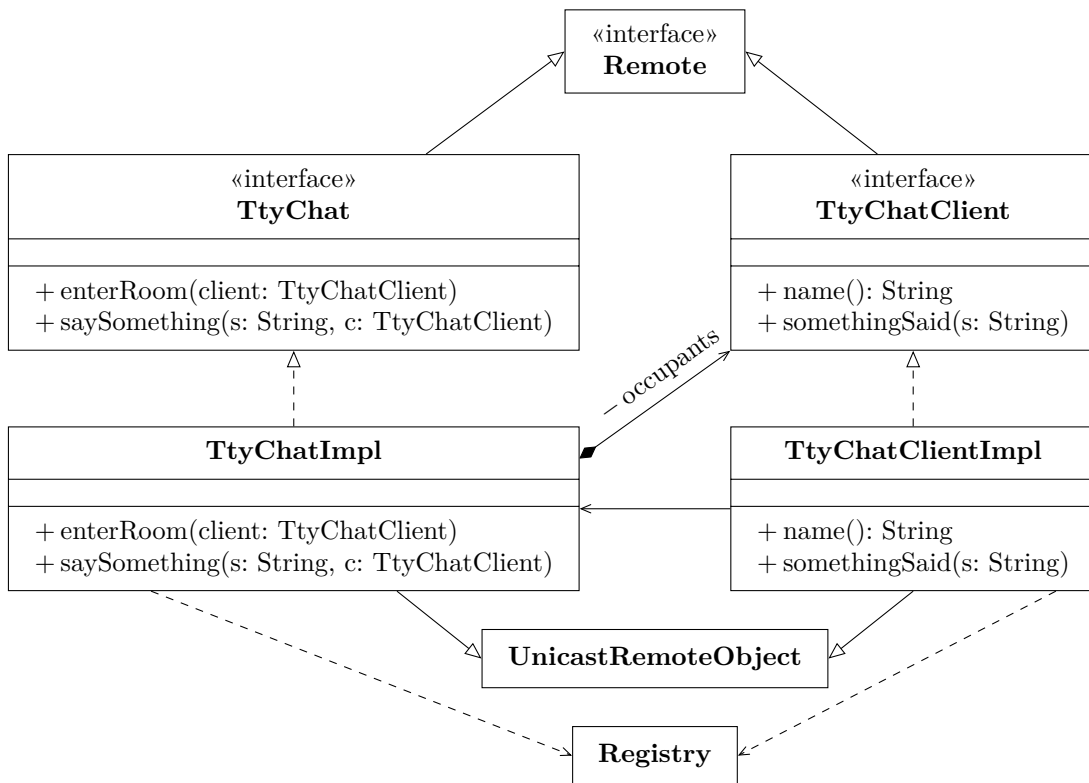 «interface»
Remote
«interface»
TtyChat
+ enterRoom(client: TtyChatClient)
+ saySomething(s: String, c: TtyChatClient)
«interface»
TtyChatClient
+ name(): String
+ somethingSaid(s: String)
− occupants
TtyChatImpl
+ enterRoom(client: TtyChatClient)
+ saySomething(s: String, c: TtyChatClient)
TtyChatClientImpl
+ name(): String
+ somethingSaid(s: String)
UnicastRemoteObject
Registry